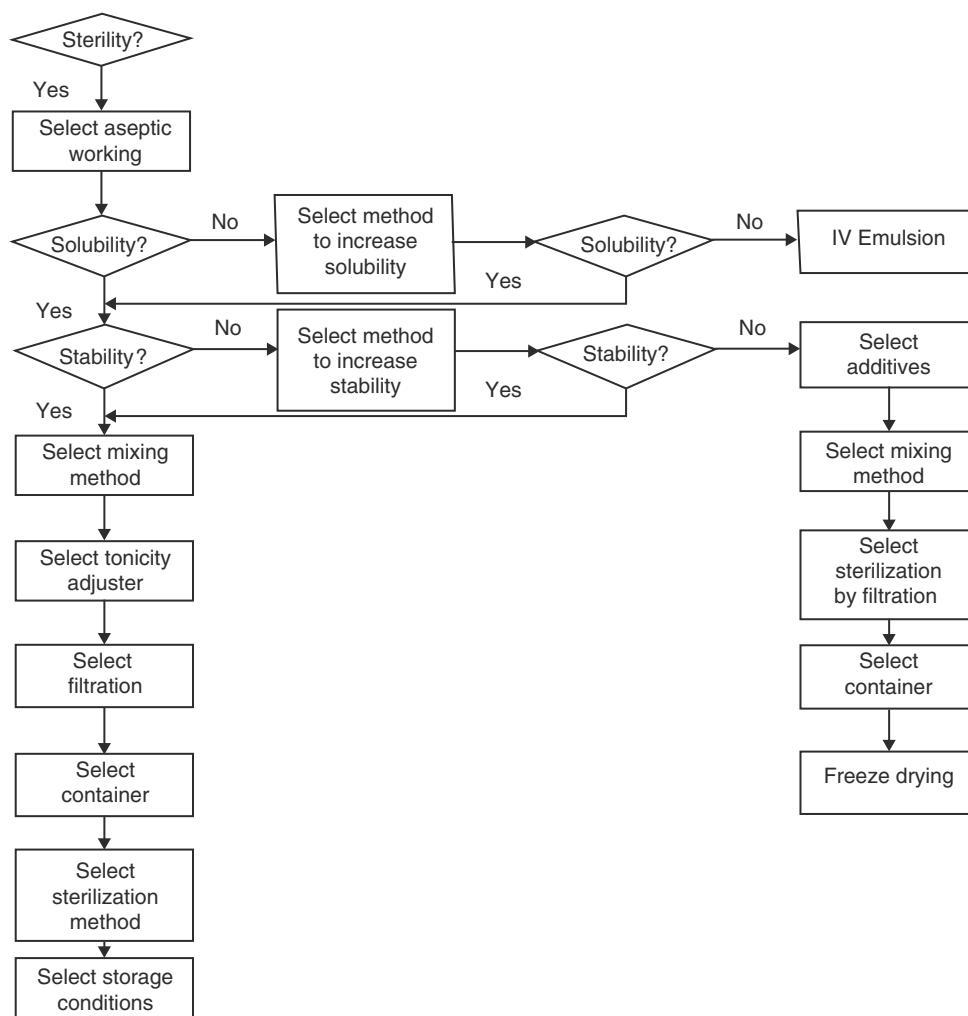 Sterility?
Yes
Select aseptic
working
Solubility?
No
Select method
to increase
solubility
Solubility?
No
IV Emulsion
Yes
Yes
Stability?
No
Select method
to increase
stability
Stability?
No
Select
additives
Yes
Yes
Select mixing
method
Select tonicity
adjuster
Select
filtration
Select
container
Select
sterilization
method
Select storage
conditions
Select mixing
method
Select
sterilization
by filtration
Select
container
Freeze drying